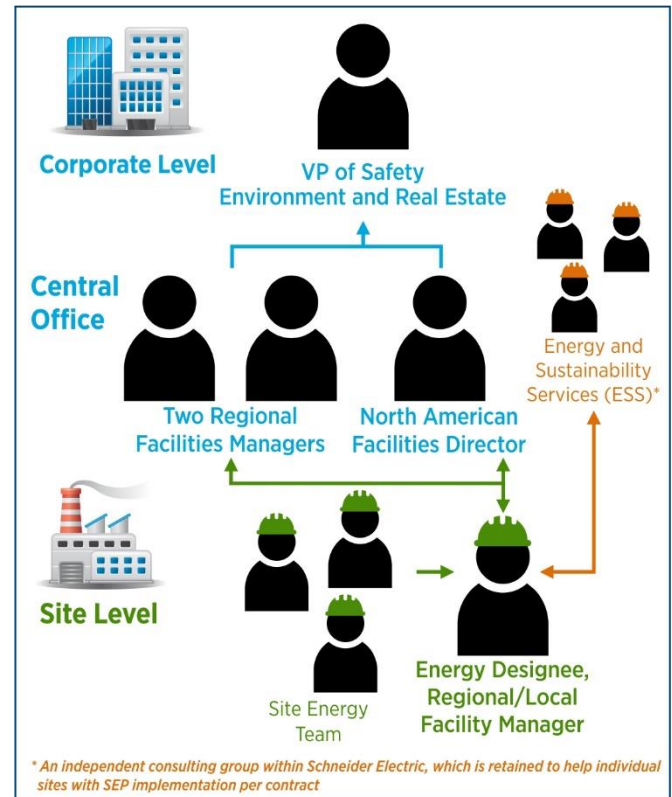 Corporate Level
VP of Safety
Environment and Real Estate
Central
Office
Two Regional
Facilities Managers
North American
Facilities Director
Energy and
Sustainability
Services (ESS)*
Site Level
Site Energy
Team
Energy Designee,
Regional/Local
Facility Manager
* An independent consulting group within Schneider Electric, which is retained to help individual
sites with SEP implementation per contract